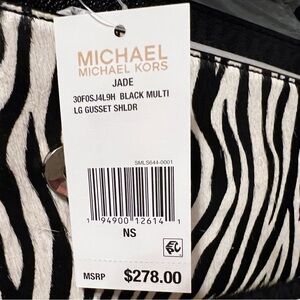 MICHAEL
MICHAEL KORS
JADE
30F0SJ4L9H BLACK MULTI
LG GUSSET SHLDR
SMLS644-0001
1 94900 12614 1
NS
MSRP $278.00